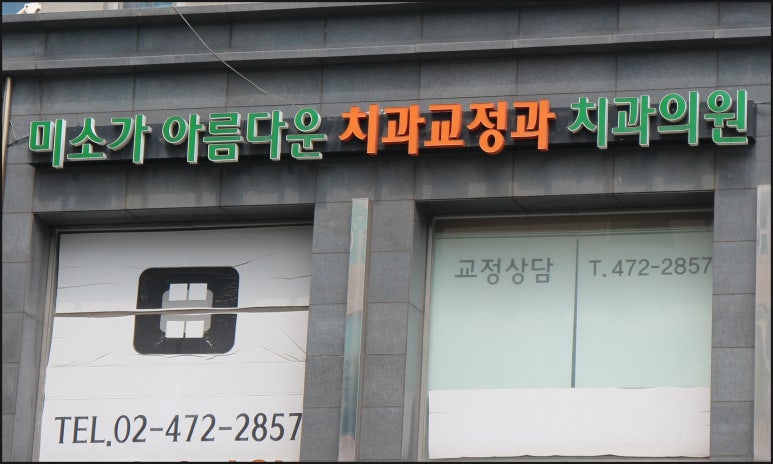 미소가 아름다운 치과교정과 치과의원
교정상담 T. 472-2857
TEL.02-472-2857